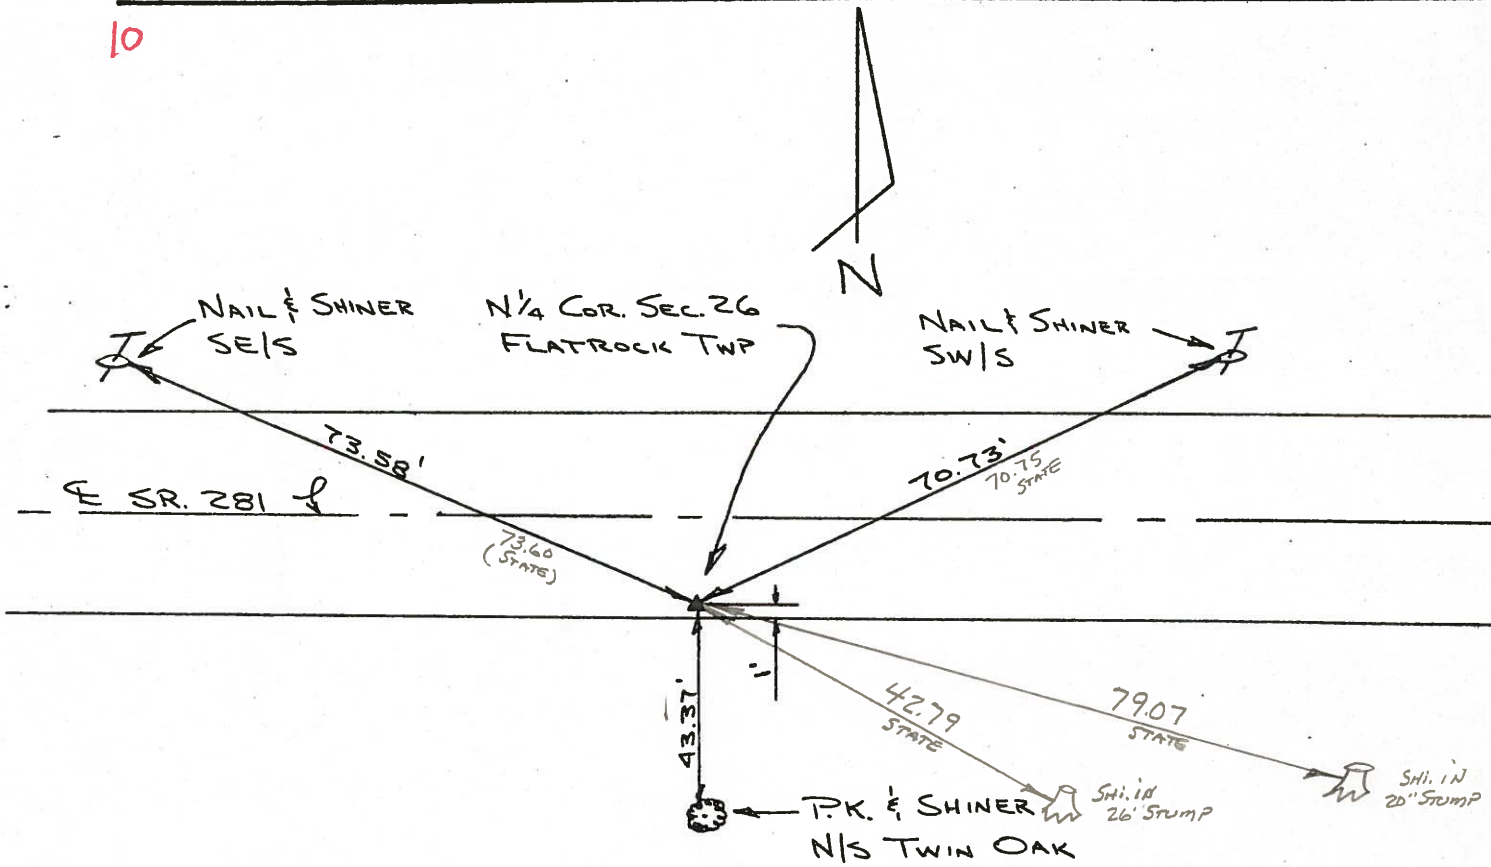 10
N
NAIL & SHINER
SE/S
N 1/4 COR. SEC. 26
FLATROCK TWP
NAIL & SHINER
SW/S
73.58'
70.73'
70.75
STATE
℄ SR. 281
73.60
(STATE)
1'
43.37'
42.79
STATE
79.07
STATE
P.K. & SHINER
N/S TWIN OAK
SHI. IN
26" STUMP
SHI. IN
20" STUMP